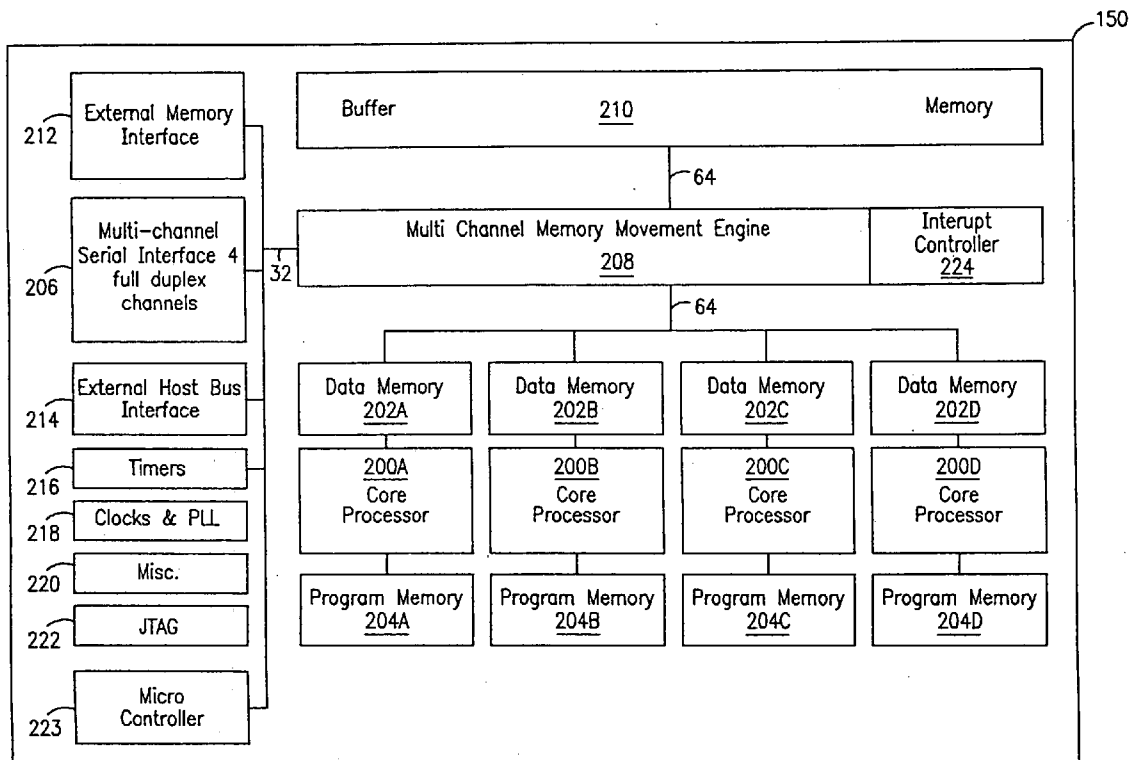 150
212
External Memory
Interface
Buffer 210 Memory
64
206
Multi-channel
Serial Interface 4
full duplex
channels
32
Multi Channel Memory Movement Engine
208
Interupt
Controller
224
64
214
External Host Bus
Interface
216
Timers
218
Clocks & PLL
220
Misc.
222
JTAG
223
Micro
Controller
Data Memory
202A
Data Memory
202B
Data Memory
202C
Data Memory
202D
200A
Core
Processor
200B
Core
Processor
200C
Core
Processor
200D
Core
Processor
Program Memory
204A
Program Memory
204B
Program Memory
204C
Program Memory
204D